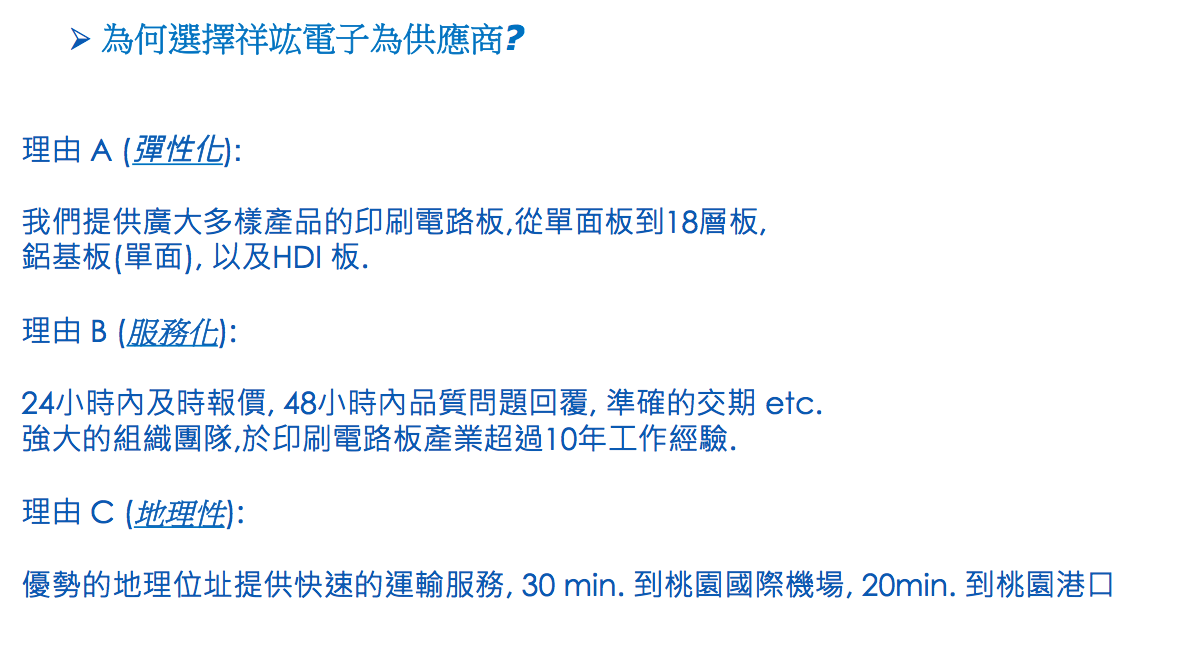 ➢ 為何選擇祥竑電子為供應商?
理由 A (彈性化):
我們提供廣大多樣產品的印刷電路板,從單面板到18層板,
鋁基板(單面), 以及HDI 板.
理由 B (服務化):
24小時內及時報價, 48小時內品質問題回覆, 準確的交期 etc.
強大的組織團隊,於印刷電路板產業超過10年工作經驗.
理由 C (地理性):
優勢的地理位址提供快速的運輸服務, 30 min. 到桃園國際機場, 20min. 到桃園港口